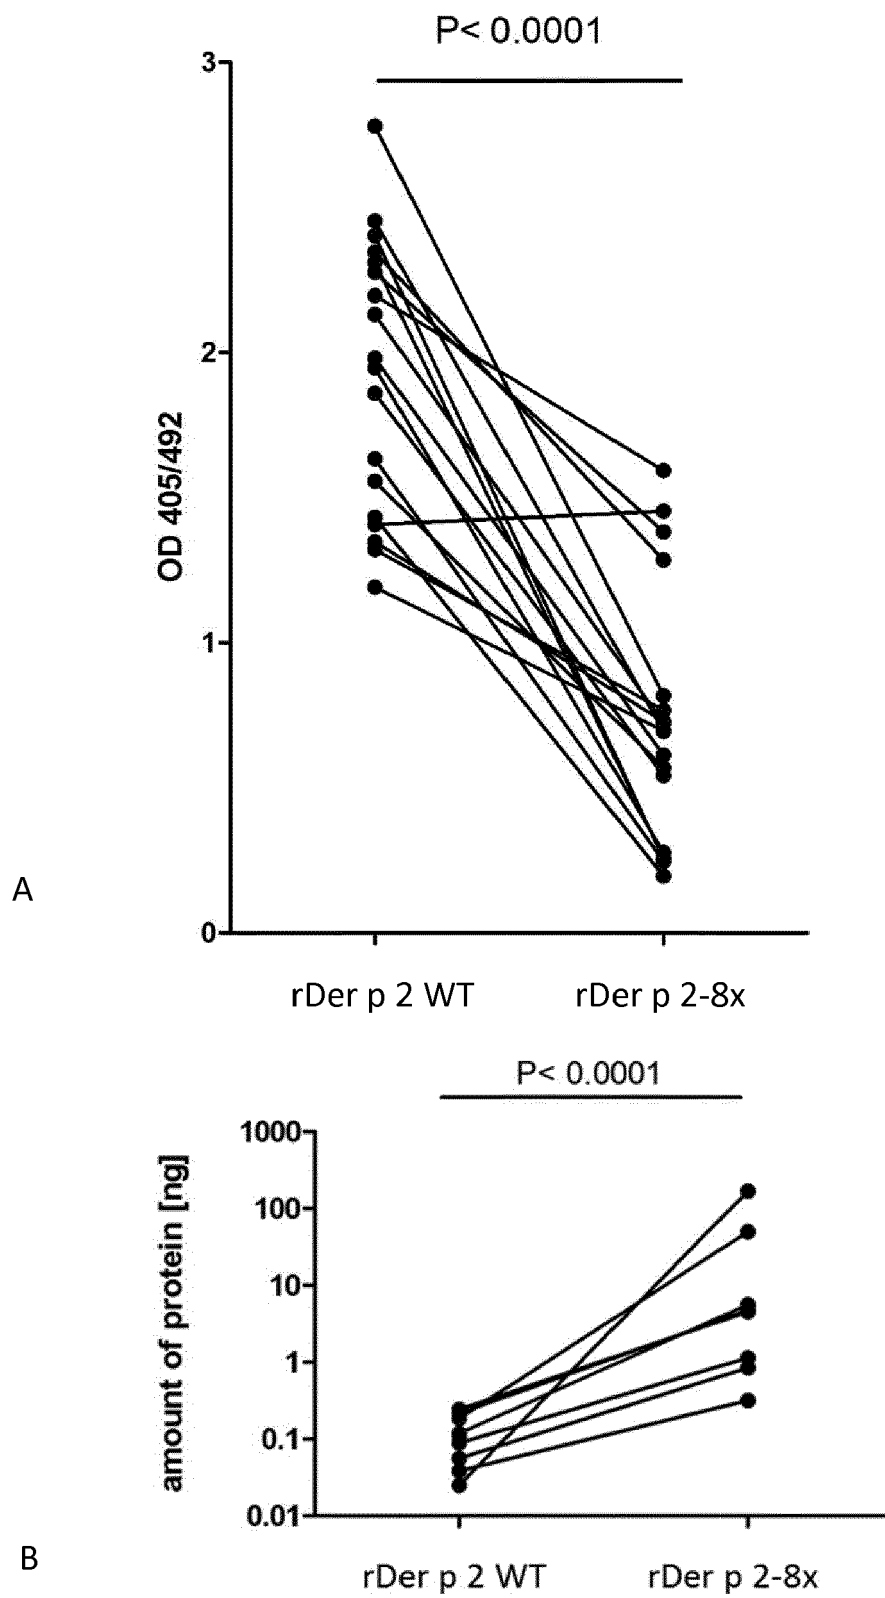 P< 0.0001
3
2
1
0
OD 405/492
A
rDer p 2 WT
rDer p 2-8x
P< 0.0001
1000
100
10
1
0.1
0.01
amount of protein [ng]
B
rDer p 2 WT
rDer p 2-8x